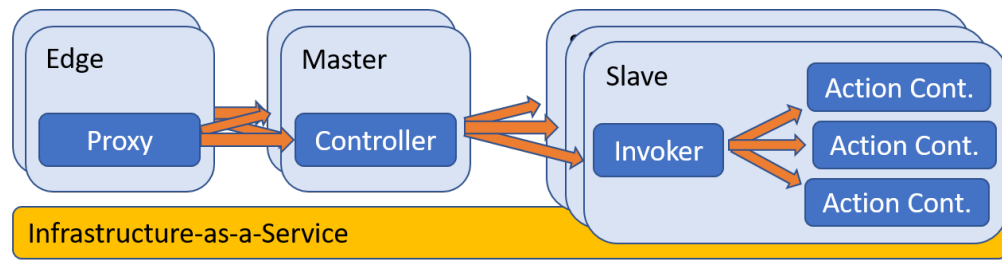 Edge
Proxy
Master
Controller
Slave
Invoker
Action Cont.
Action Cont.
Action Cont.
Infrastructure-as-a-Service